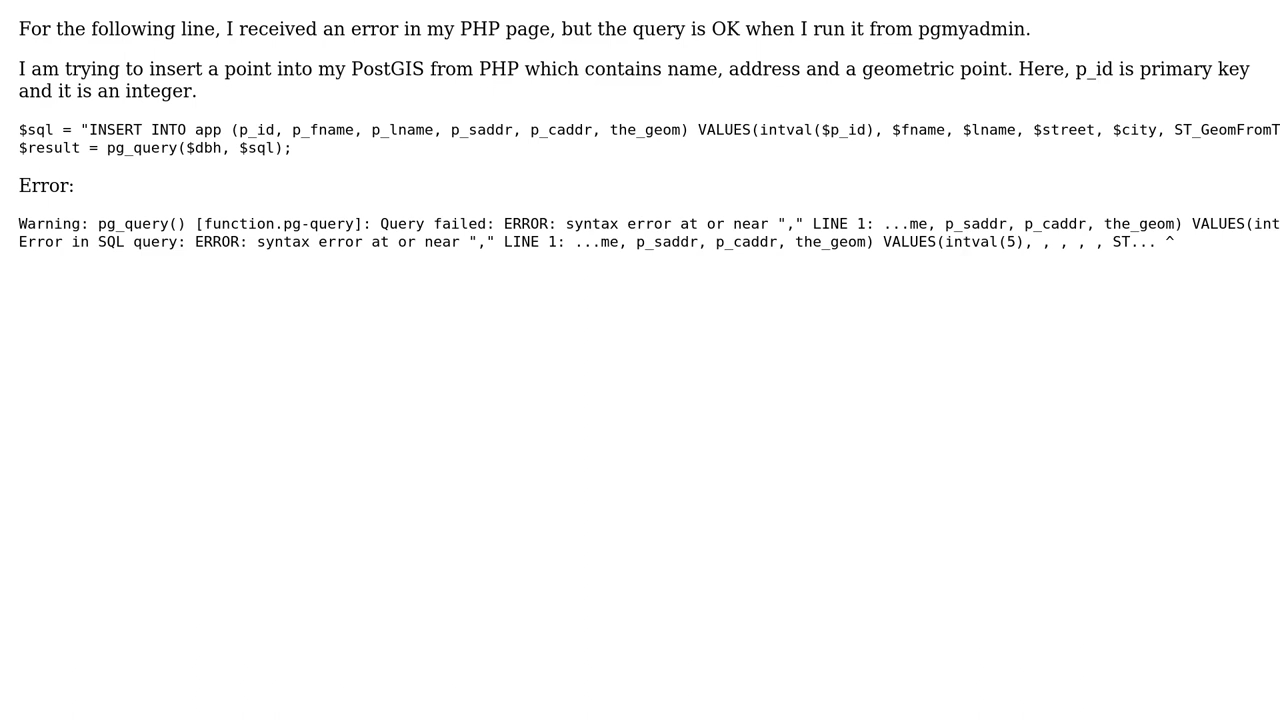 For the following line, I received an error in my PHP page, but the query is OK when I run it from pgmyadmin.
I am trying to insert a point into my PostGIS from PHP which contains name, address and a geometric point. Here, p_id is primary key
and it is an integer.
$sql = "INSERT INTO app (p_id, p_fname, p_lname, p_saddr, p_caddr, the_geom) VALUES(intval($p_id), $fname, $lname, $street, $city, ST_GeomFromT
$result = pg_query($dbh, $sql);
Error:
Warning: pg_query() [function.pg-query]: Query failed: ERROR: syntax error at or near "," LINE 1: ...me, p_saddr, p_caddr, the_geom) VALUES(int
Error in SQL query: ERROR: syntax error at or near "," LINE 1: ...me, p_saddr, p_caddr, the_geom) VALUES(intval(5), , , , , ST... ^